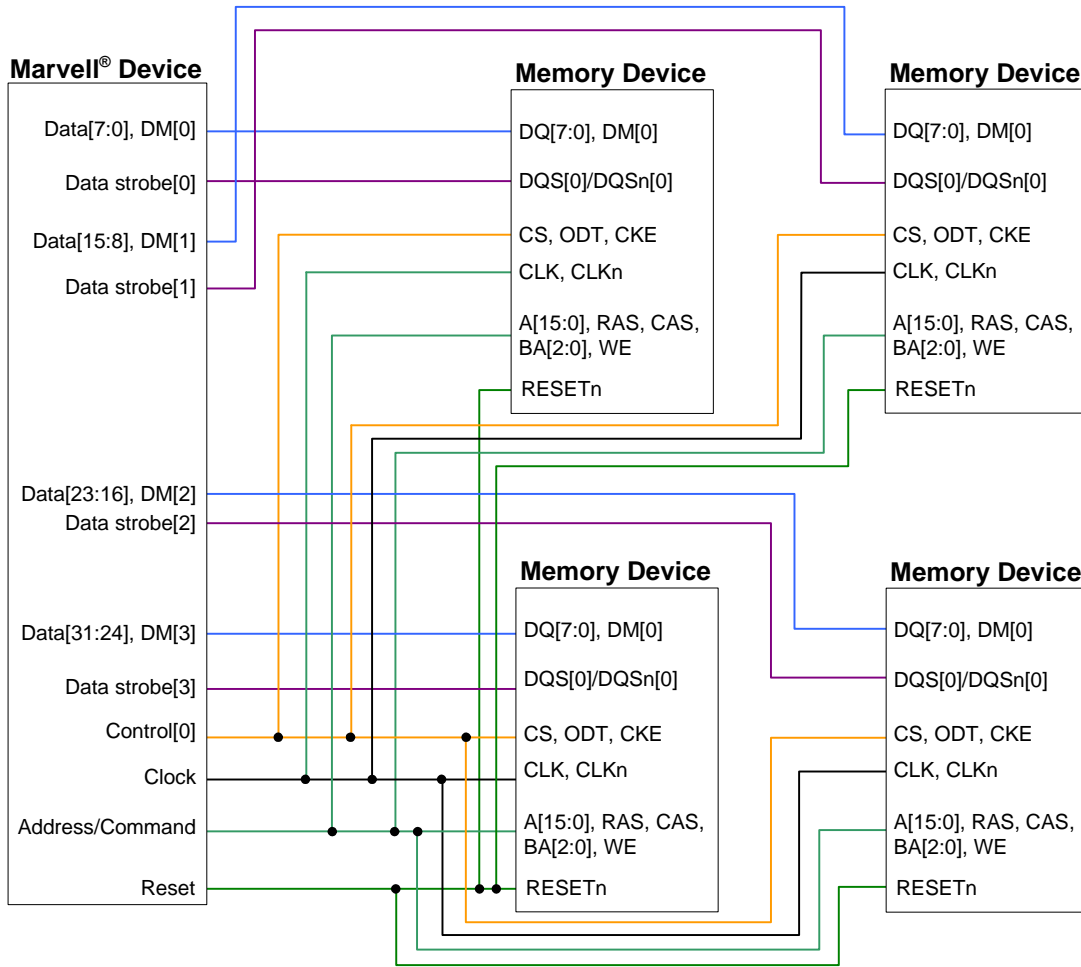 Marvell® Device
Data[7:0], DM[0]
Data strobe[0]
Data[15:8], DM[1]
Data strobe[1]
Data[23:16], DM[2]
Data strobe[2]
Data[31:24], DM[3]
Data strobe[3]
Control[0]
Clock
Address/Command
Reset
Memory Device
DQ[7:0], DM[0]
DQS[0]/DQSn[0]
CS, ODT, CKE
CLK, CLKn
A[15:0], RAS, CAS,
BA[2:0], WE
RESETn
Memory Device
DQ[7:0], DM[0]
DQS[0]/DQSn[0]
CS, ODT, CKE
CLK, CLKn
A[15:0], RAS, CAS,
BA[2:0], WE
RESETn
Memory Device
DQ[7:0], DM[0]
DQS[0]/DQSn[0]
CS, ODT, CKE
CLK, CLKn
A[15:0], RAS, CAS,
BA[2:0], WE
RESETn
Memory Device
DQ[7:0], DM[0]
DQS[0]/DQSn[0]
CS, ODT, CKE
CLK, CLKn
A[15:0], RAS, CAS,
BA[2:0], WE
RESETn